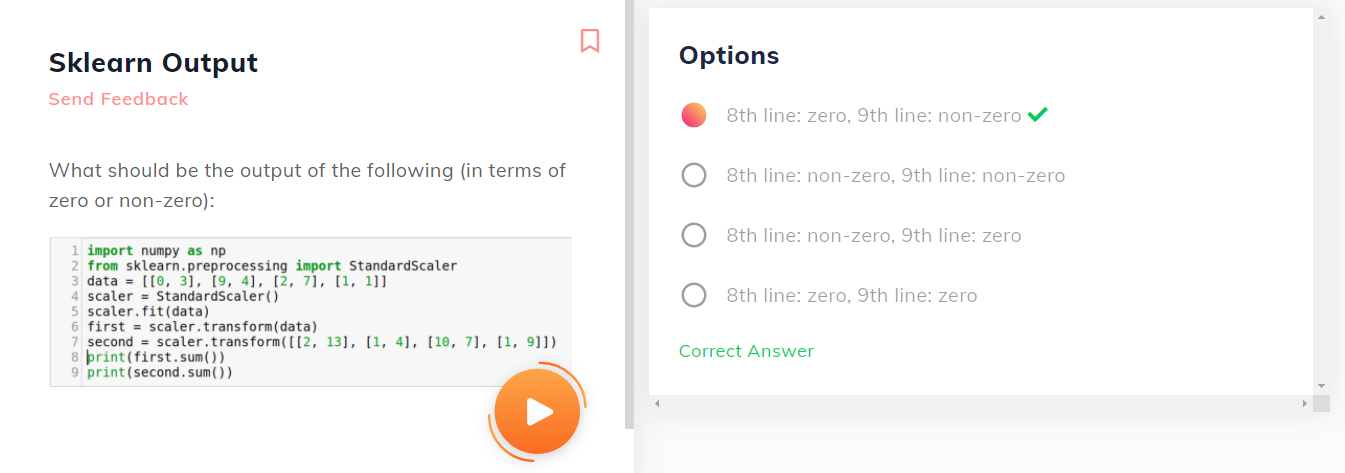 Sklearn Output
Send Feedback
What should be the output of the following (in terms of
zero or non-zero):
1 import numpy as np
2 from sklearn.preprocessing import StandardScaler
3 data = [[0, 3], [9, 4], [2, 7], [1, 1]]
4 scaler = StandardScaler()
5 scaler.fit(data)
6 first = scaler.transform(data)
7 second = scaler.transform([[2, 13], [1, 4], [10, 7], [1, 9]])
8 print(first.sum())
9 print(second.sum())
Options
8th line: zero, 9th line: non-zero
8th line: non-zero, 9th line: non-zero
8th line: non-zero, 9th line: zero
8th line: zero, 9th line: zero
Correct Answer